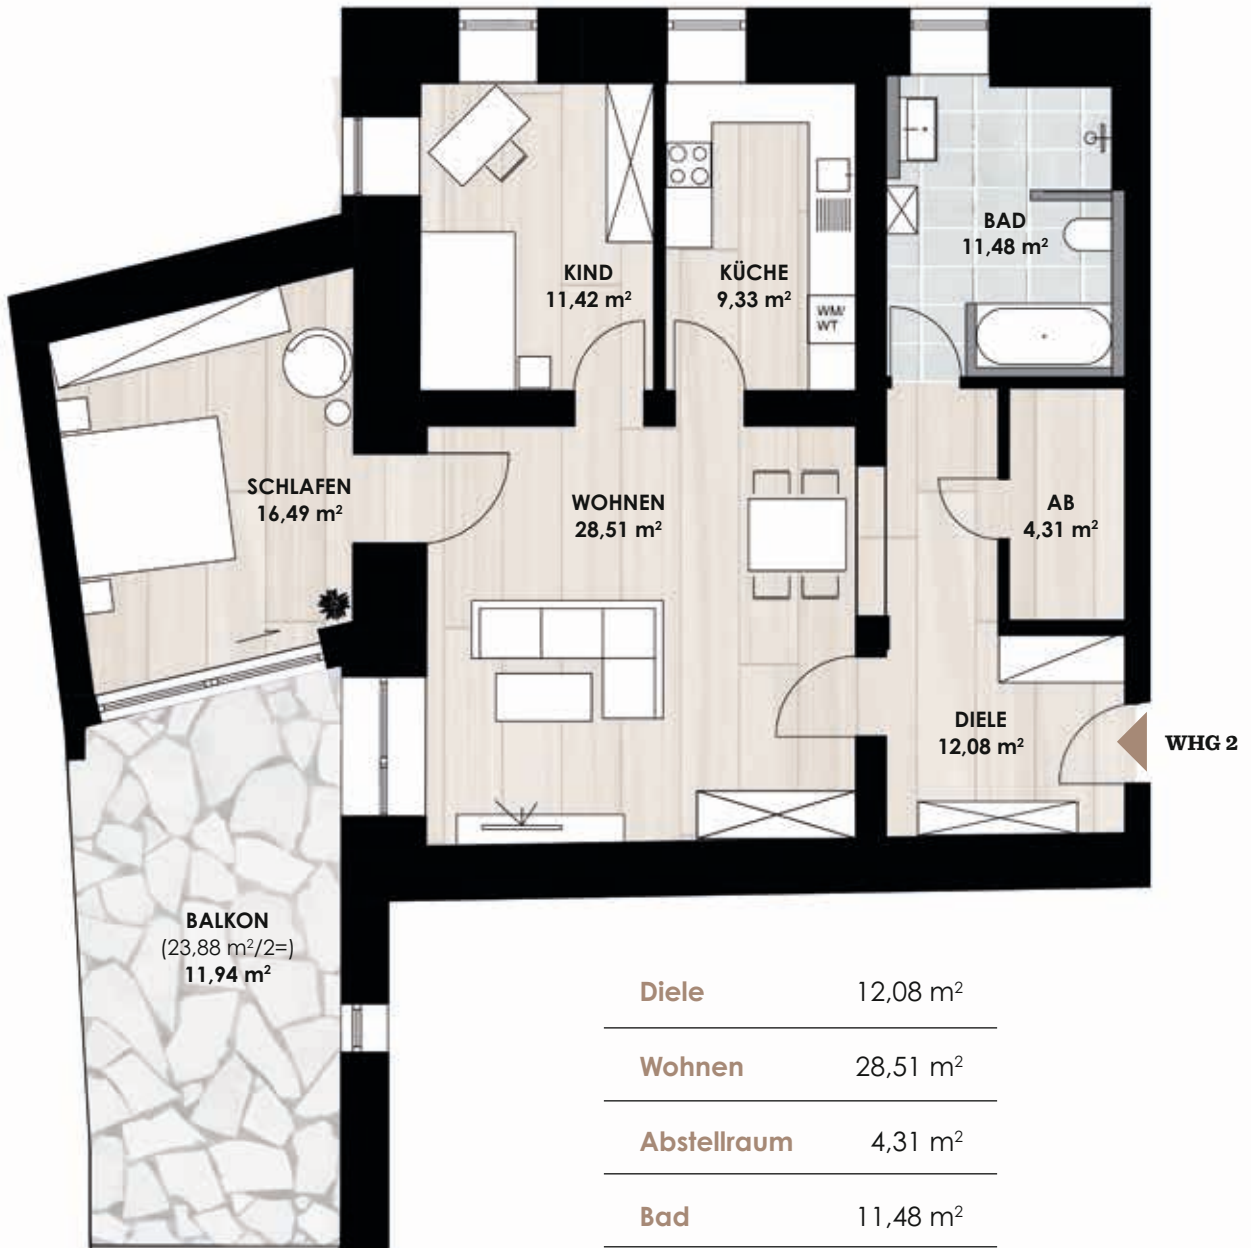 KIND
11,42 m²
KÜCHE
9,33 m²
WM/
WT
BAD
11,48 m²
SCHLAFEN
16,49 m²
WOHNEN
28,51 m²
AB
4,31 m²
DIELE
12,08 m²
WHG 2
BALKON
(23,88 m²/2=)
11,94 m²
Diele 12,08 m²
Wohnen 28,51 m²
Abstellraum 4,31 m²
Bad 11,48 m²